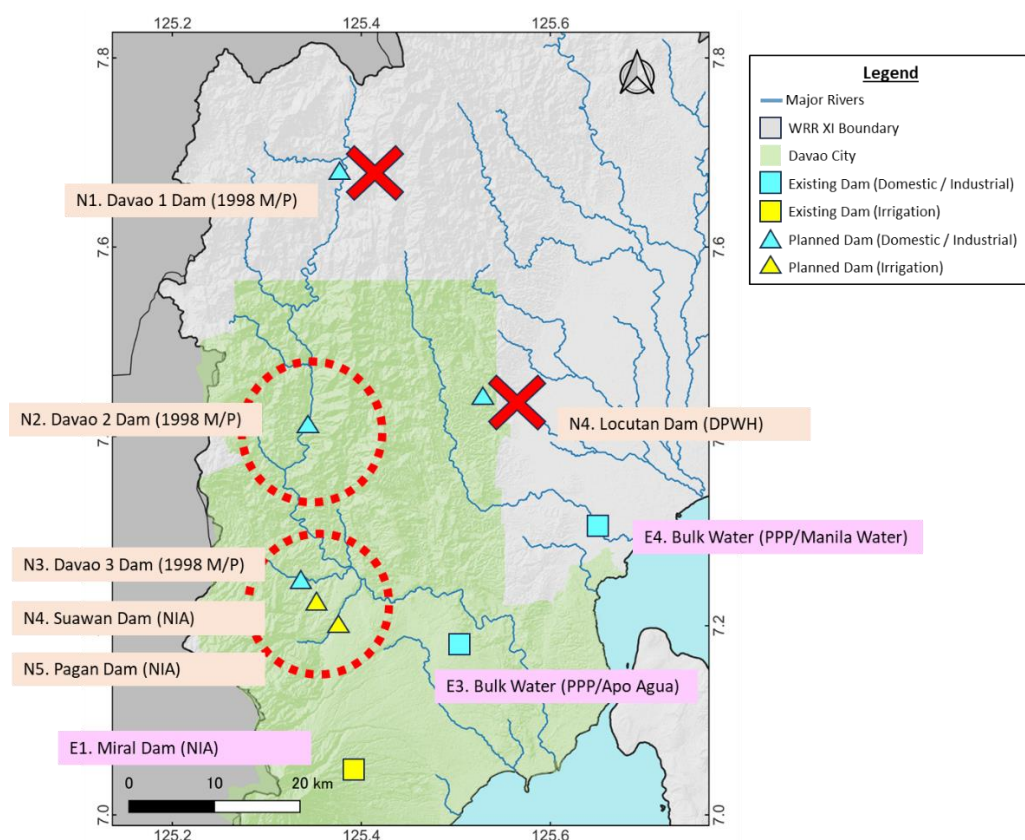 125.2
125.4
125.6
7.8
7.8
Legend
Major Rivers
WRR XI Boundary
Davao City
Existing Dam (Domestic / Industrial)
Existing Dam (Irrigation)
Planned Dam (Domestic / Industrial)
Planned Dam (Irrigation)
N1. Davao 1 Dam (1998 M/P)
7.6
7.6
N2. Davao 2 Dam (1998 M/P)
N4. Locutan Dam (DPWH)
E4. Bulk Water (PPP/Manila Water)
N3. Davao 3 Dam (1998 M/P)
N4. Suawan Dam (NIA)
7.2
N5. Pagan Dam (NIA)
E3. Bulk Water (PPP/Apo Agua)
E1. Miral Dam (NIA)
0 10 20 km
7.0
7.0
125.2
125.4
125.6